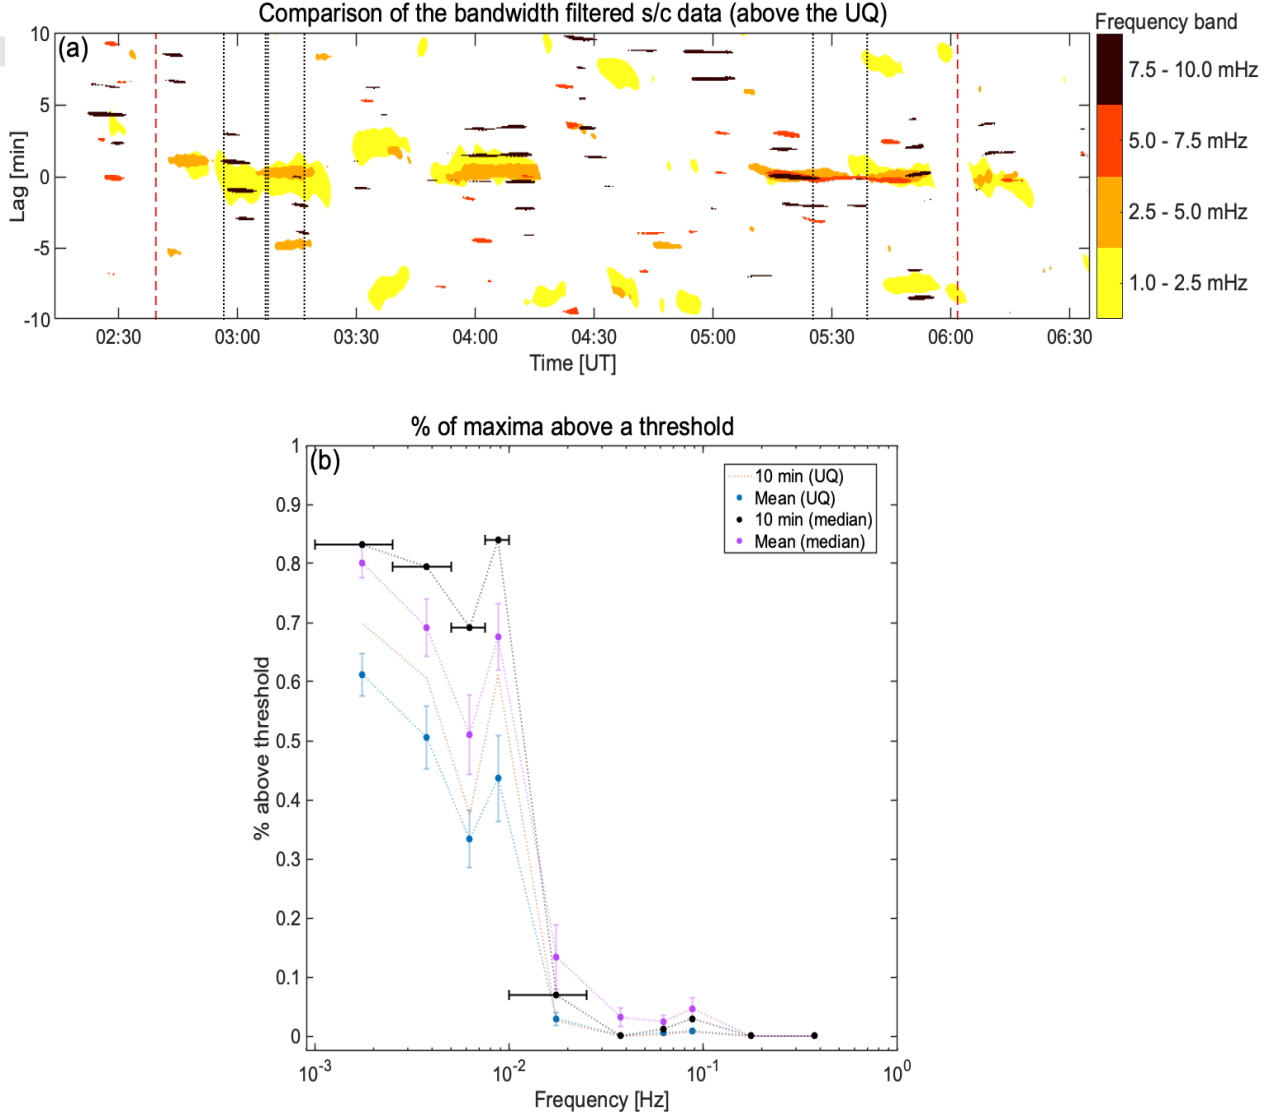 Comparison of the bandwidth filtered s/c data (above the UQ)
Frequency band
(a)
10
5
0
-5
-10
Lag [min]
7.5 - 10.0 mHz
5.0 - 7.5 mHz
2.5 - 5.0 mHz
1.0 - 2.5 mHz
02:30 03:00 03:30 04:00 04:30 05:00 05:30 06:00 06:30
Time [UT]
% of maxima above a threshold
(b)
10 min (UQ)
Mean (UQ)
10 min (median)
Mean (median)
1
0.9
0.8
0.7
0.6
0.5
0.4
0.3
0.2
0.1
0
% above threshold
10⁻³ 10⁻² 10⁻¹ 10⁰
Frequency [Hz]